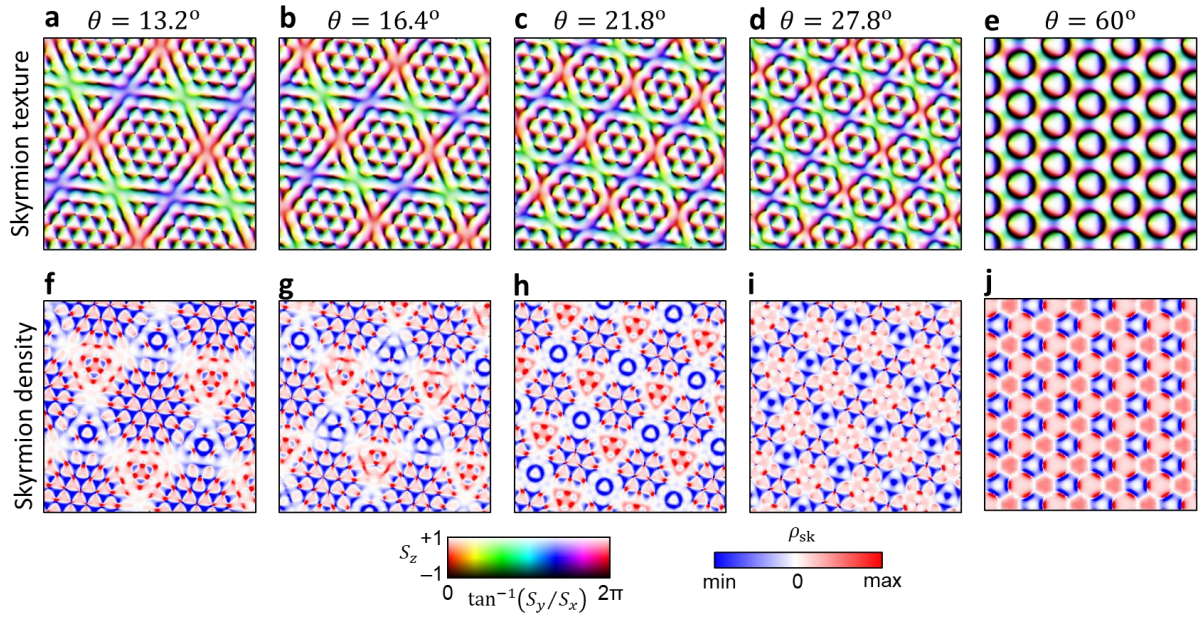 a θ = 13.2° b θ = 16.4° c θ = 21.8° d θ = 27.8° e θ = 60°
Skyrmion texture
f g h i j
Skyrmion density
S_z +1 −1
0 tan⁻¹(S_y/S_x) 2π
ρ_sk
min 0 max